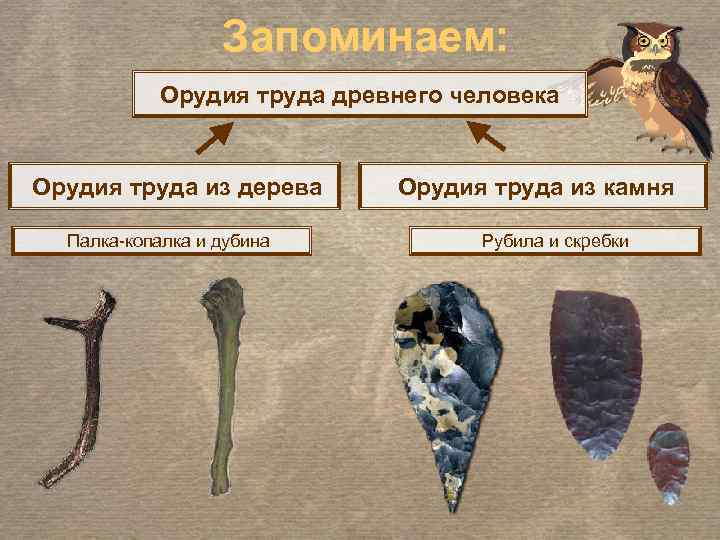 Запоминаем:
Орудия труда древнего человека
Орудия труда из дерева
Орудия труда из камня
Палка-копалка и дубина
Рубила и скребки